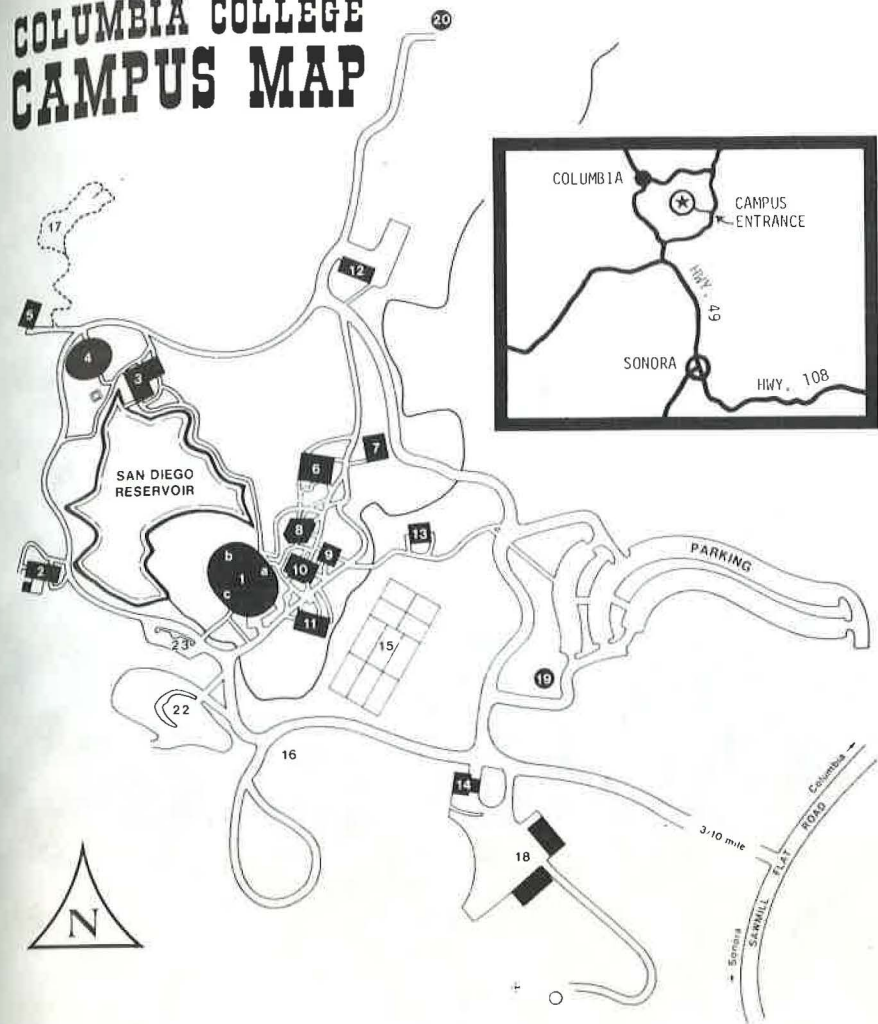 COLUMBIA COLLEGE
CAMPUS MAP
20
COLUMBIA
CAMPUS
ENTRANCE
HWY. 49
SONORA
HWY. 108
17
12
5
4
3
SAN DIEGO
RESERVOIR
6
7
8
9
10
13
b
1
a
c
2
11
PARKING
23
15
19
22
16
14
18
3/10 mile
Columbia
SAWMILL FLAT ROAD
Sonora
N